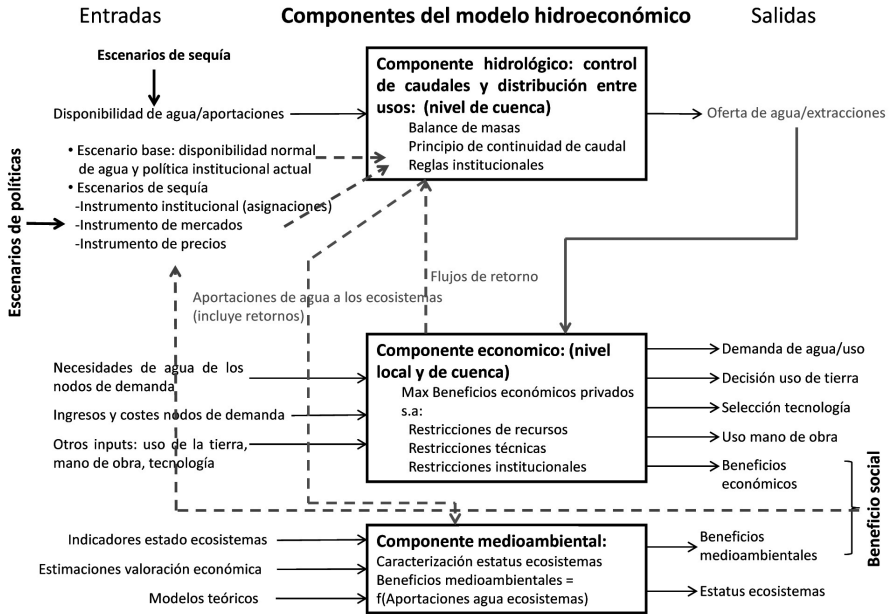 Entradas
Componentes del modelo hidroeconómico
Salidas
Escenarios de sequía
Disponibilidad de agua/aportaciones
Componente hidrológico: control
de caudales y distribución entre
usos: (nivel de cuenca)
Balance de masas
Principio de continuidad de caudal
Reglas institucionales
Oferta de agua/extracciones
Escenarios de políticas
• Escenario base: disponibilidad normal
de agua y política institucional actual
• Escenarios de sequía
-Instrumento institucional (asignaciones)
-Instrumento de mercados
-Instrumento de precios
Flujos de retorno
Aportaciones de agua a los ecosistemas
(incluye retornos)
Necesidades de agua de los
nodos de demanda
Ingresos y costes nodos de demanda
Otros inputs: uso de la tierra,
mano de obra, tecnología
Componente economico: (nivel
local y de cuenca)
Max Beneficios económicos privados
s.a:
Restricciones de recursos
Restricciones técnicas
Restricciones institucionales
Demanda de agua/uso
Decisión uso de tierra
Selección tecnología
Uso mano de obra
Beneficios
económicos
Beneficio social
Indicadores estado ecosistemas
Estimaciones valoración económica
Modelos teóricos
Componente medioambiental:
Caracterización estatus ecosistemas
Beneficios medioambientales =
f(Aportaciones agua ecosistemas)
Beneficios
medioambientales
Estatus ecosistemas